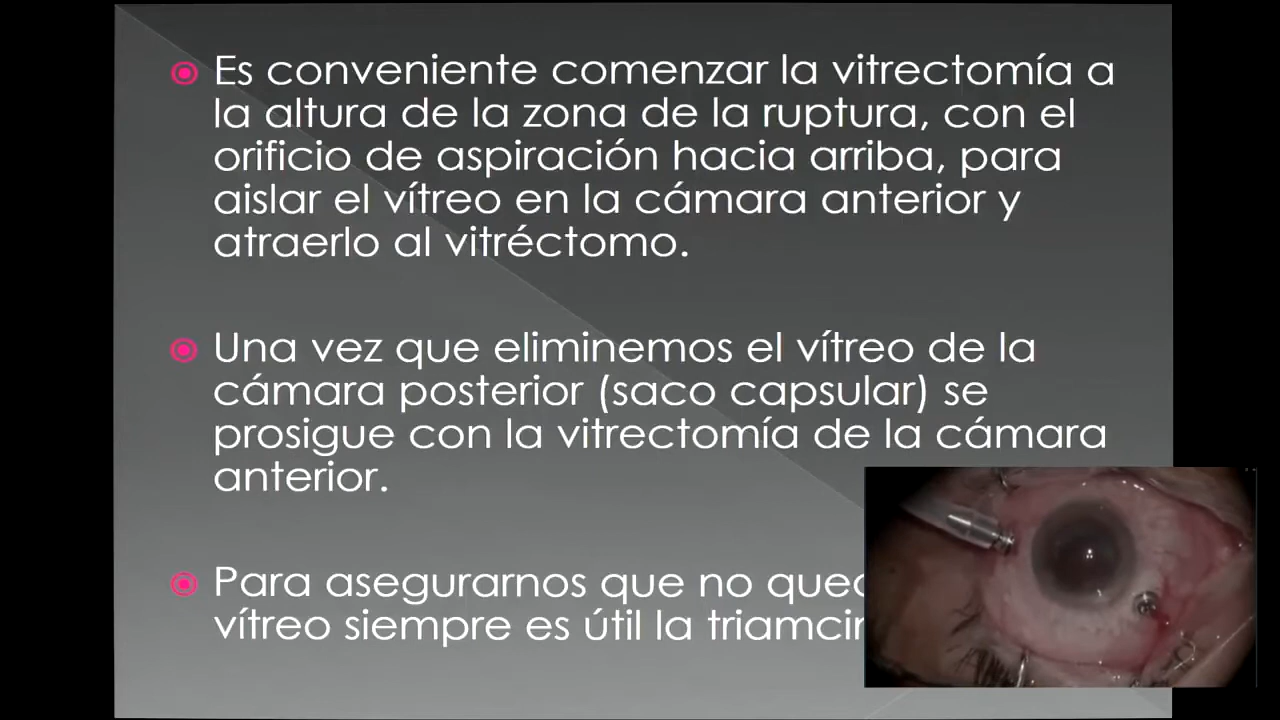 Es conveniente comenzar la vitrectomía a
la altura de la zona de la ruptura, con el
orificio de aspiración hacia arriba, para
aislar el vítreo en la cámara anterior y
atraerlo al vitréctomo.
Una vez que eliminemos el vítreo de la
cámara posterior (saco capsular) se
prosigue con la vitrectomía de la cámara
anterior.
Para asegurarnos que no
vítreo siempre es útil la